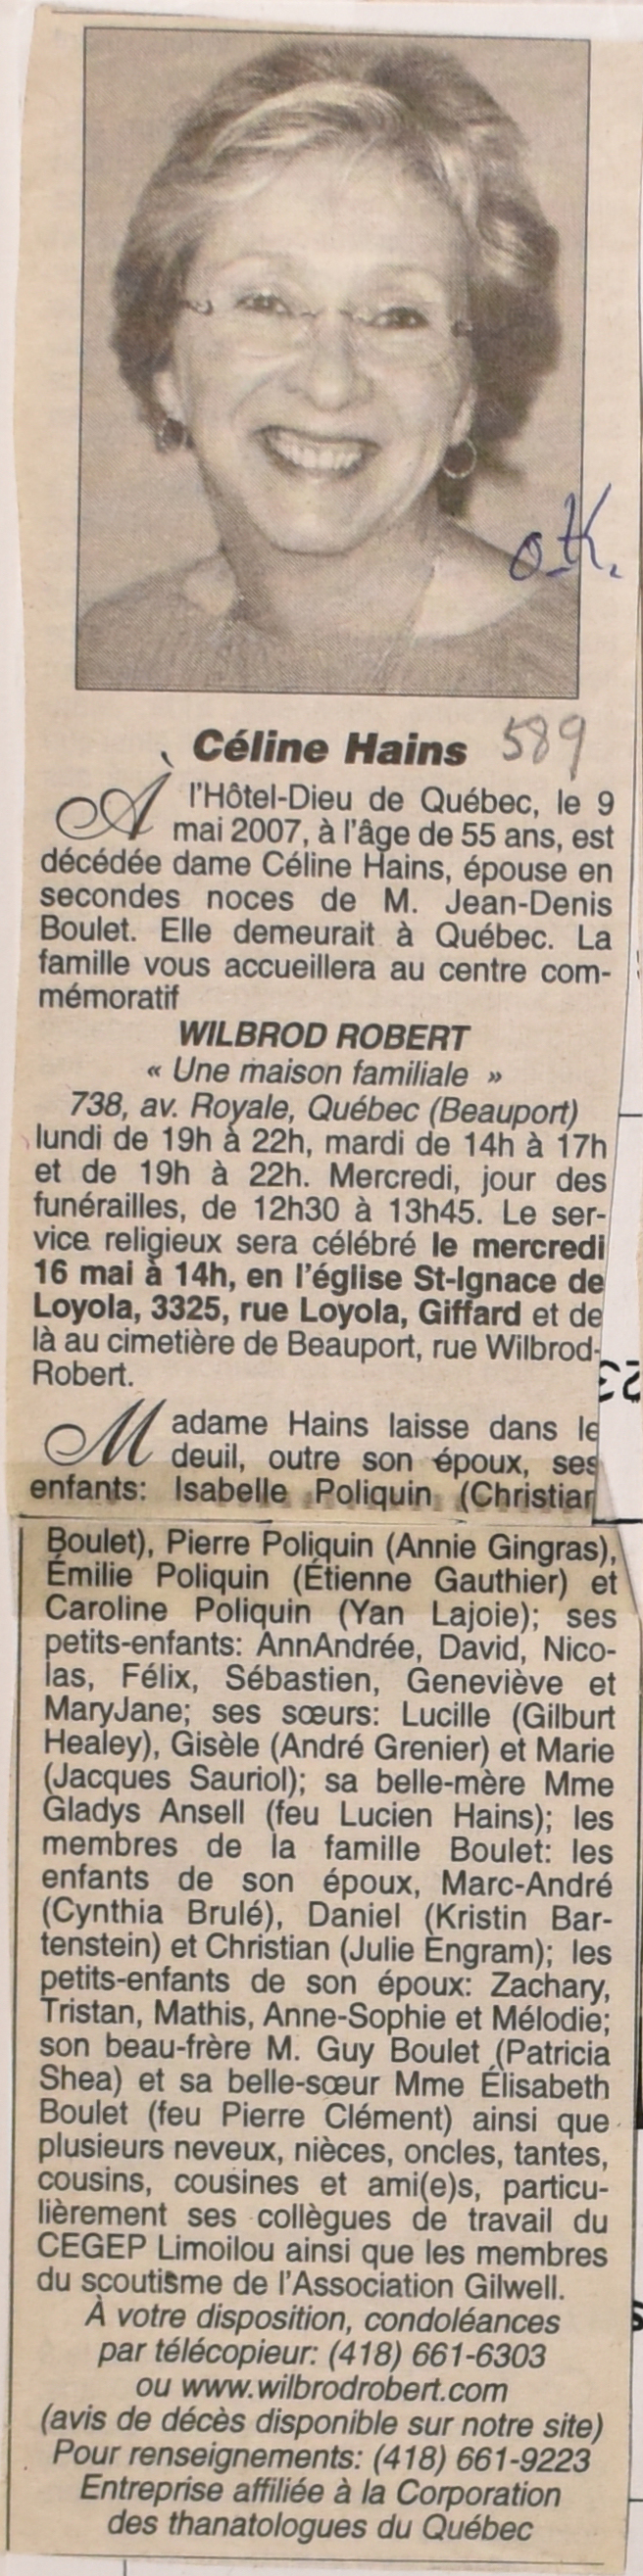 o.K.
Céline Hains 589
À l'Hôtel-Dieu de Québec, le 9
mai 2007, à l'âge de 55 ans, est
décédée dame Céline Hains, épouse en
secondes noces de M. Jean-Denis
Boulet. Elle demeurait à Québec. La
famille vous accueillera au centre com-
mémoratif
WILBROD ROBERT
« Une maison familiale »
738, av. Royale, Québec (Beauport)
lundi de 19h à 22h, mardi de 14h à 17h
et de 19h à 22h. Mercredi, jour des
funérailles, de 12h30 à 13h45. Le ser-
vice religieux sera célébré le mercredi
16 mai à 14h, en l'église St-Ignace de
Loyola, 3325, rue Loyola, Giffard et de
là au cimetière de Beauport, rue Wilbrod-
Robert.
Madame Hains laisse dans le
deuil, outre son époux, ses
enfants: Isabelle Poliquin (Christian
Boulet), Pierre Poliquin (Annie Gingras),
Émilie Poliquin (Étienne Gauthier) et
Caroline Poliquin (Yan Lajoie); ses
petits-enfants: AnnAndrée, David, Nico-
las, Félix, Sébastien, Geneviève et
MaryJane; ses sœurs: Lucille (Gilburt
Healey), Gisèle (André Grenier) et Marie
(Jacques Sauriol); sa belle-mère Mme
Gladys Ansell (feu Lucien Hains); les
membres de la famille Boulet: les
enfants de son époux, Marc-André
(Cynthia Brulé), Daniel (Kristin Bar-
tenstein) et Christian (Julie Engram); les
petits-enfants de son époux: Zachary,
Tristan, Mathis, Anne-Sophie et Mélodie;
son beau-frère M. Guy Boulet (Patricia
Shea) et sa belle-sœur Mme Élisabeth
Boulet (feu Pierre Clément) ainsi que
plusieurs neveux, nièces, oncles, tantes,
cousins, cousines et ami(e)s, particu-
lièrement ses collègues de travail du
CEGEP Limoilou ainsi que les membres
du scoutisme de l'Association Gilwell.
À votre disposition, condoléances
par télécopieur: (418) 661-6303
ou www.wilbrodrobert.com
(avis de décès disponible sur notre site)
Pour renseignements: (418) 661-9223
Entreprise affiliée à la Corporation
des thanatologues du Québec